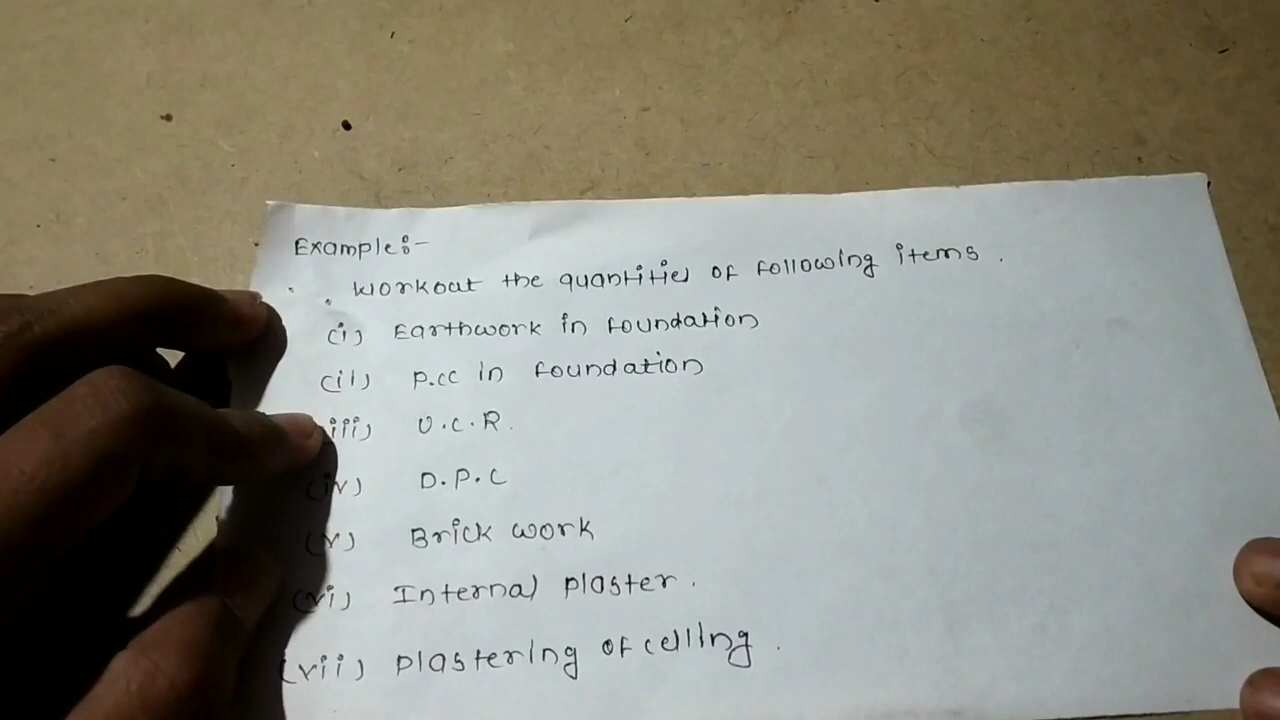 Example:-
Workout the quantities of following items.
(i) Earthwork in foundation
(ii) P.CC in foundation
iii) U.C.R.
(iv) D.P.C
(v) Brick work
(vi) Internal plaster.
(vii) Plastering of celling.